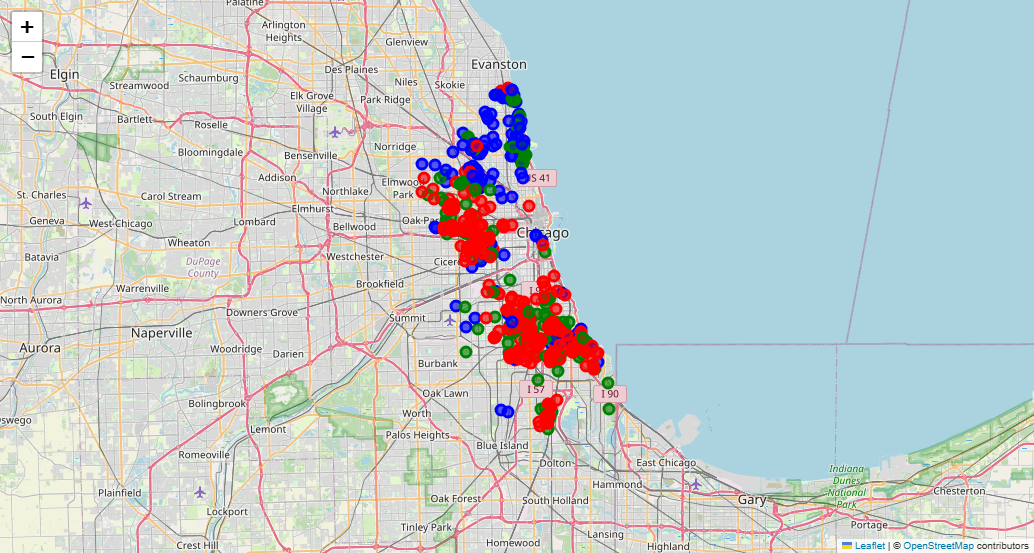 +
−
Palatine
Arlington
Heights
Glenview
Evanston
Elgin
Schaumburg
Des Plaines
Niles
Skokie
Streamwood
Elk Grove
Village
Park Ridge
South Elgin
Bartlett
Roselle
Norridge
Bloomingdale
Bensenville
Addison
Elmwood
Park
Northlake
St. Charles
Carol Stream
US 41
Elmhurst
Geneva
West Chicago
Lombard
Oak Park
Bellwood
Chicago
Wheaton
Batavia
Westchester
Cicero
DuPage
County
Brookfield
Warrenville
North Aurora
Downers Grove
Summit
Naperville
Aurora
Woodridge
Darien
Burbank
I 57
I 90
Oak Lawn
Bolingbrook
Worth
Oswego
Lemont
Palos Heights
Blue Island
Romeoville
Dolton
East Chicago
Indiana
Dunes
National
Park
Plainfield
Hammond
Gary
Chesterton
Lockport
Oak Forest
South Holland
Tinley Park
Portage
Lansing
Crest Hill
Homewood
Highland
Leaflet | © OpenStreetMap contributors